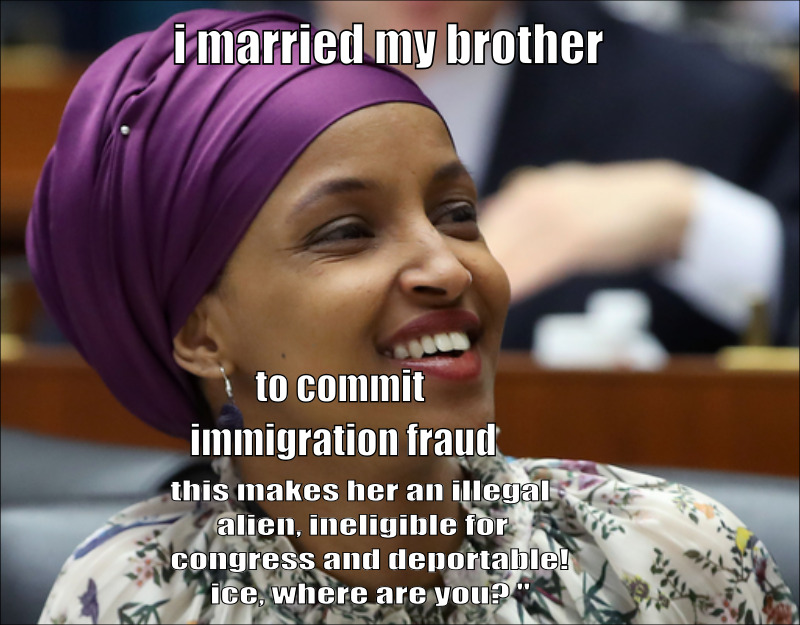 i married my brother
to commit
immigration fraud
this makes her an illegal
alien, ineligible for
congress and deportable!
ice, where are you? "